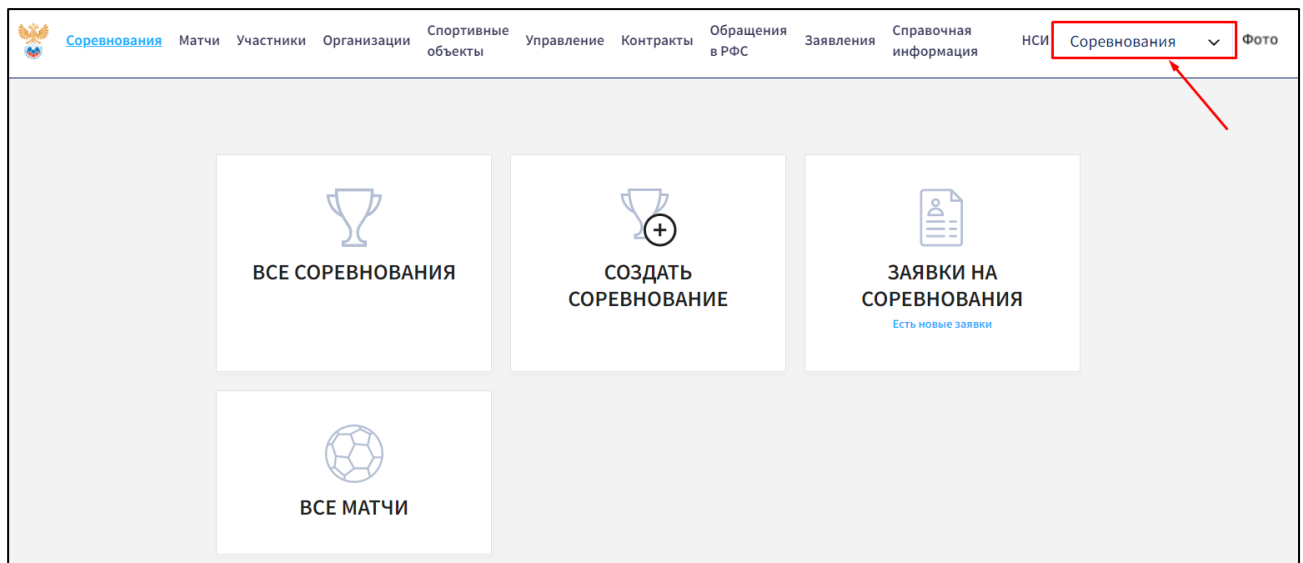 Соревнования Матчи Участники Организации Спортивные объекты Управление Контракты Обращения в РФС Заявления Справочная информация НСИ Соревнования Фото
ВСЕ СОРЕВНОВАНИЯ
СОЗДАТЬ
СОРЕВНОВАНИЕ
ЗАЯВКИ НА
СОРЕВНОВАНИЯ
Есть новые заявки
ВСЕ МАТЧИ